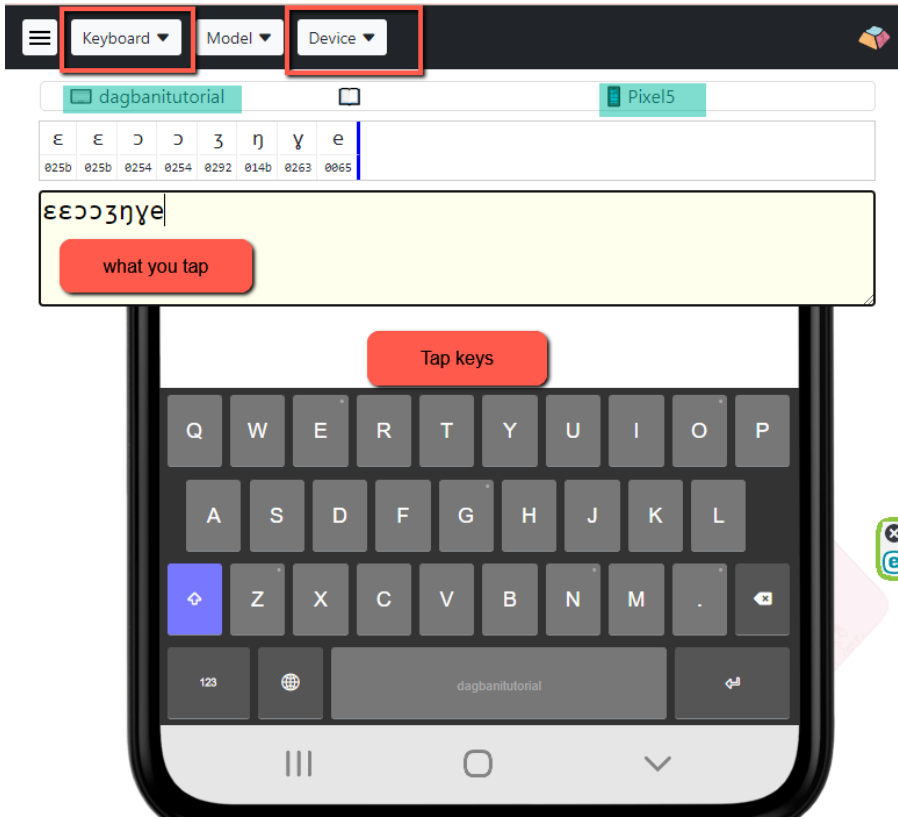 Keyboard Model Device
dagbanitutorial Pixel5
ɛ ɛ ɔ ɔ ʒ ŋ ɣ e
025b 025b 0254 0254 0292 014b 0263 0065
ɛɛɔɔʒŋɣe
what you tap
Tap keys
Q W E R T Y U I O P
A S D F G H J K L
Z X C V B N M .
123 dagbanitutorial